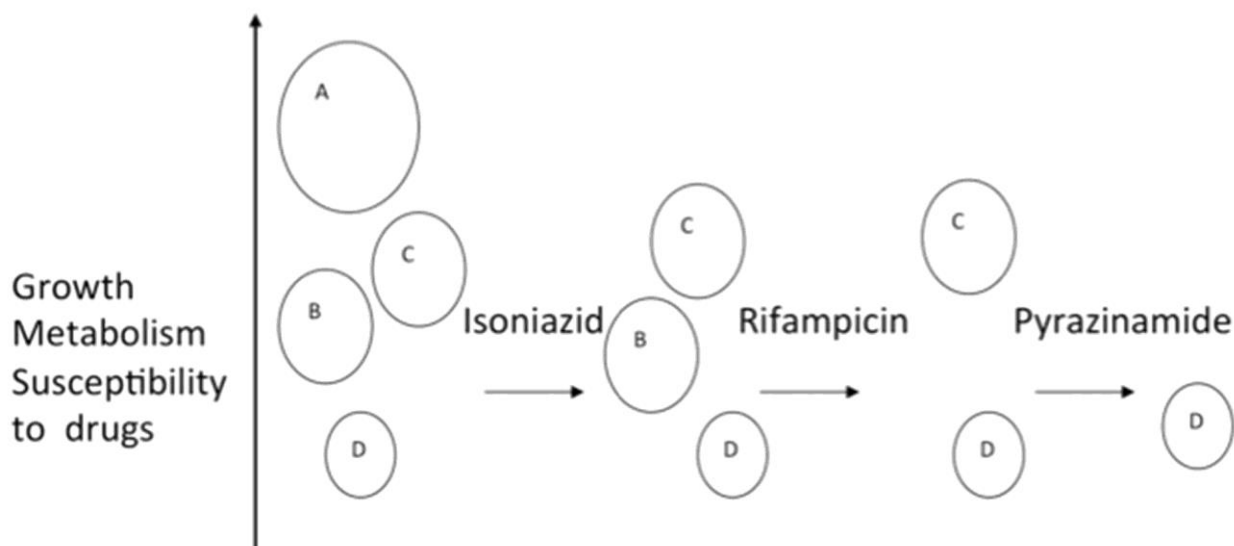 A
C
B
D
Growth
Metabolism
Susceptibility
to drugs
Isoniazid
C
B
D
Rifampicin
C
D
Pyrazinamide
D